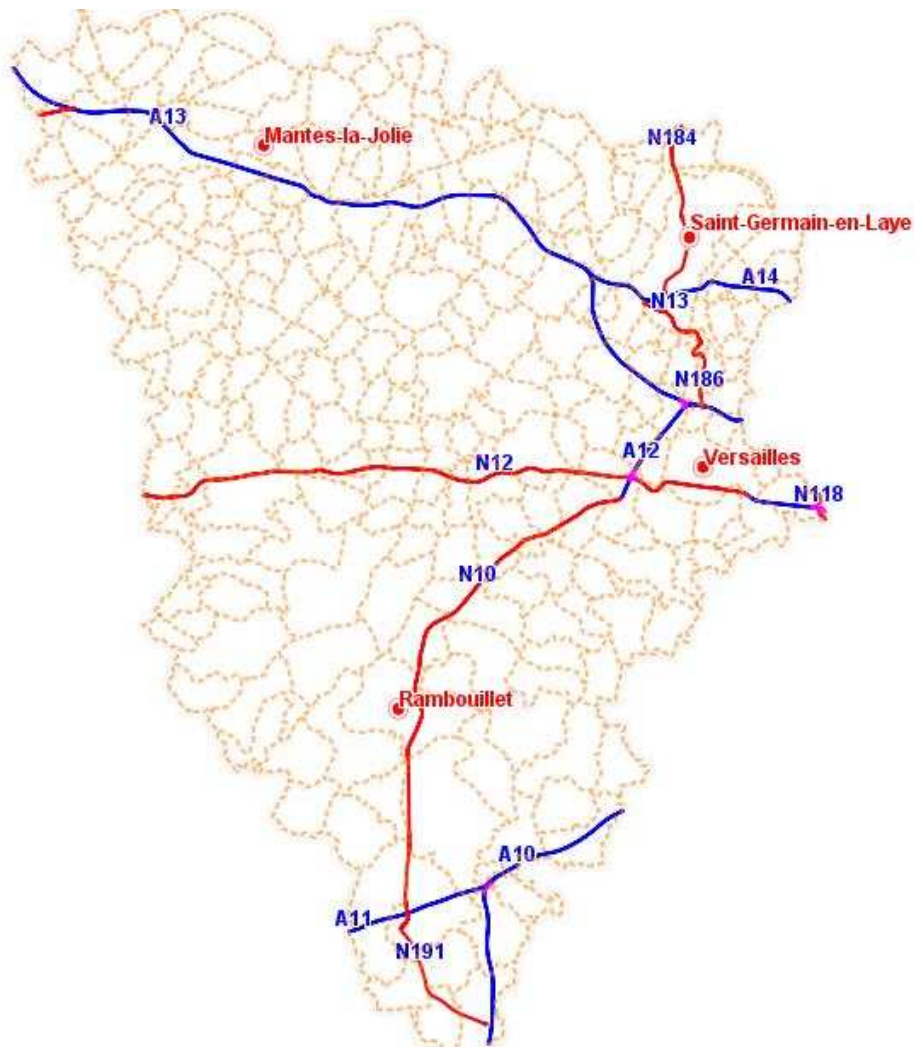 A13
Mantes-la-Jolie
N184
Saint-Germain-en-Laye
A14
N13
N186
A12
Versailles
N12
N118
N10
Rambouillet
A10
A11
N191